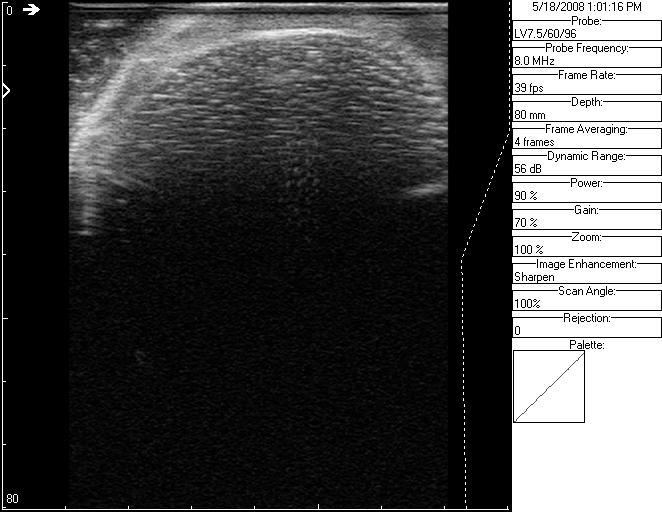 0
80
5/18/2008 1:01:16 PM
Probe:
LV7.5/60/96
Probe Frequency:
8.0 MHz
Frame Rate:
39 fps
Depth:
80 mm
Frame Averaging:
4 frames
Dynamic Range:
56 dB
Power:
90 %
Gain:
70 %
Zoom:
100 %
Image Enhancement:
Sharpen
Scan Angle:
100%
Rejection:
0
Palette: